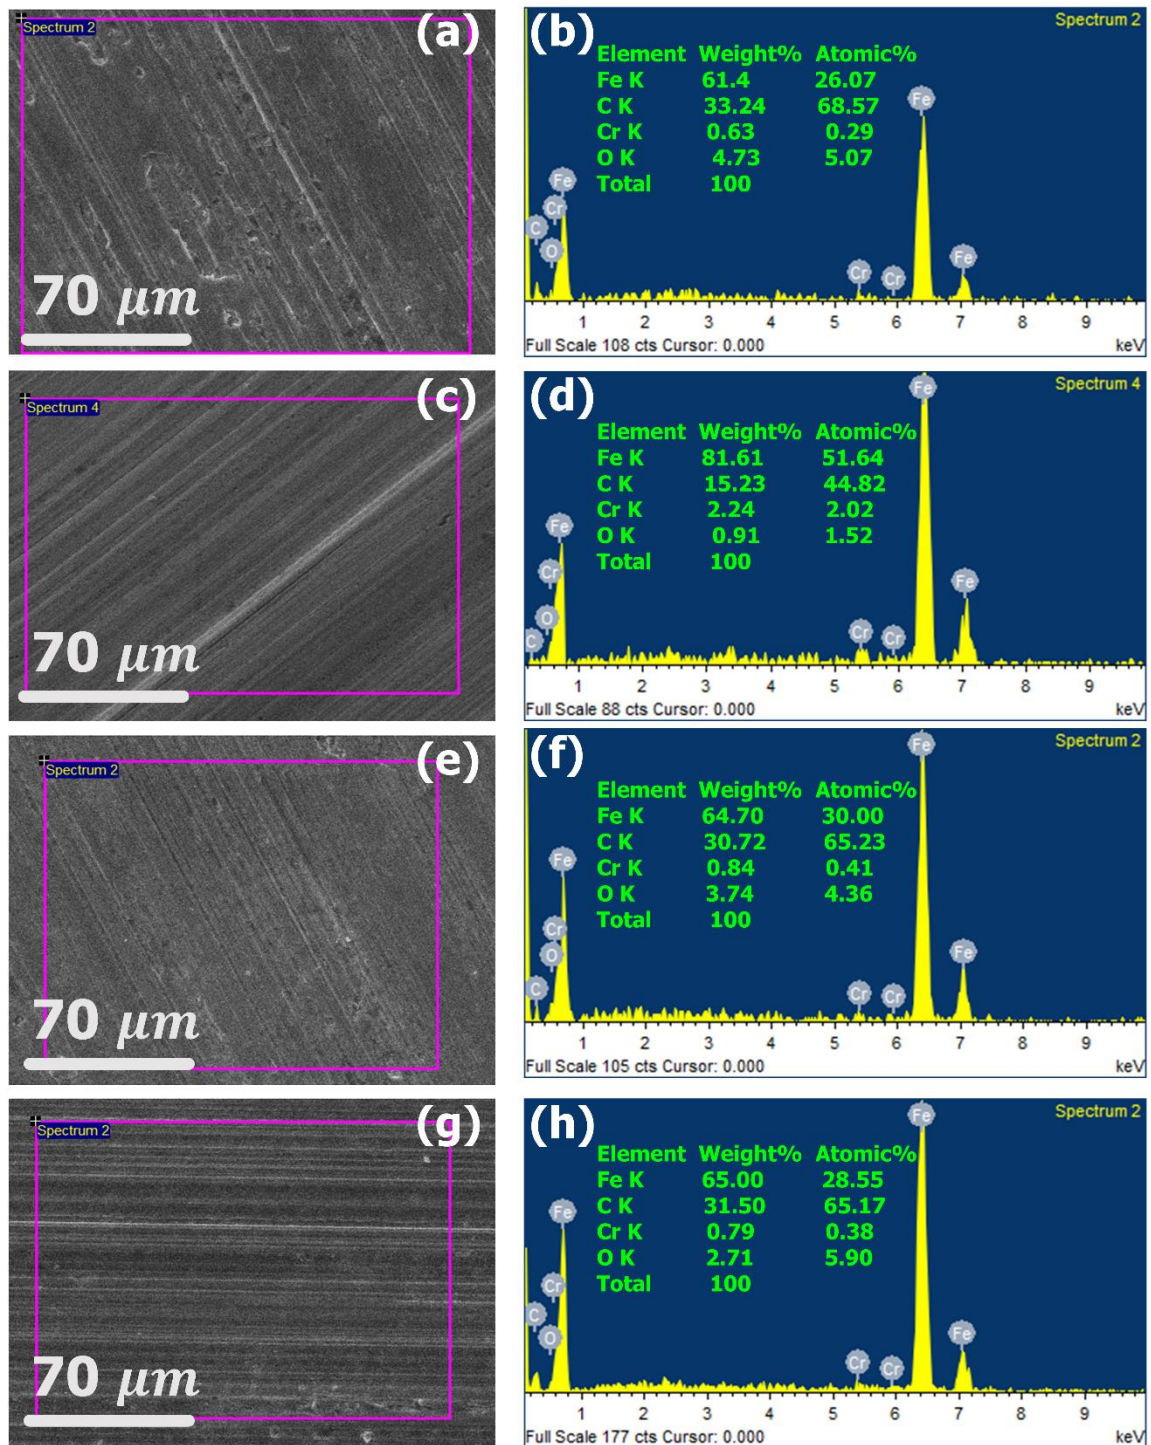 (a)
Spectrum 2
70 μm
(b)
Spectrum 2
Element Weight% Atomic%
Fe K 61.4 26.07
C K 33.24 68.57
Cr K 0.63 0.29
O K 4.73 5.07
Total 100
Fe
Fe
Cr
C
O
Cr
Cr
Fe
1 2 3 4 5 6 7 8 9
Full Scale 108 cts Cursor: 0.000 keV
(c)
Spectrum 4
70 μm
(d)
Spectrum 4
Element Weight% Atomic%
Fe K 81.61 51.64
C K 15.23 44.82
Cr K 2.24 2.02
O K 0.91 1.52
Total 100
Fe
Fe
Cr
O
C
Cr
Cr
Fe
1 2 3 4 5 6 7 8 9
Full Scale 88 cts Cursor: 0.000 keV
(e)
Spectrum 2
70 μm
(f)
Spectrum 2
Element Weight% Atomic%
Fe K 64.70 30.00
C K 30.72 65.23
Cr K 0.84 0.41
O K 3.74 4.36
Total 100
Fe
Fe
Cr
O
C
Cr
Cr
Fe
1 2 3 4 5 6 7 8 9
Full Scale 105 cts Cursor: 0.000 keV
(g)
Spectrum 2
70 μm
(h)
Spectrum 2
Element Weight% Atomic%
Fe K 65.00 28.55
C K 31.50 65.17
Cr K 0.79 0.38
O K 2.71 5.90
Total 100
Fe
Fe
Cr
C
O
Cr
Cr
Fe
1 2 3 4 5 6 7 8 9
Full Scale 177 cts Cursor: 0.000 keV